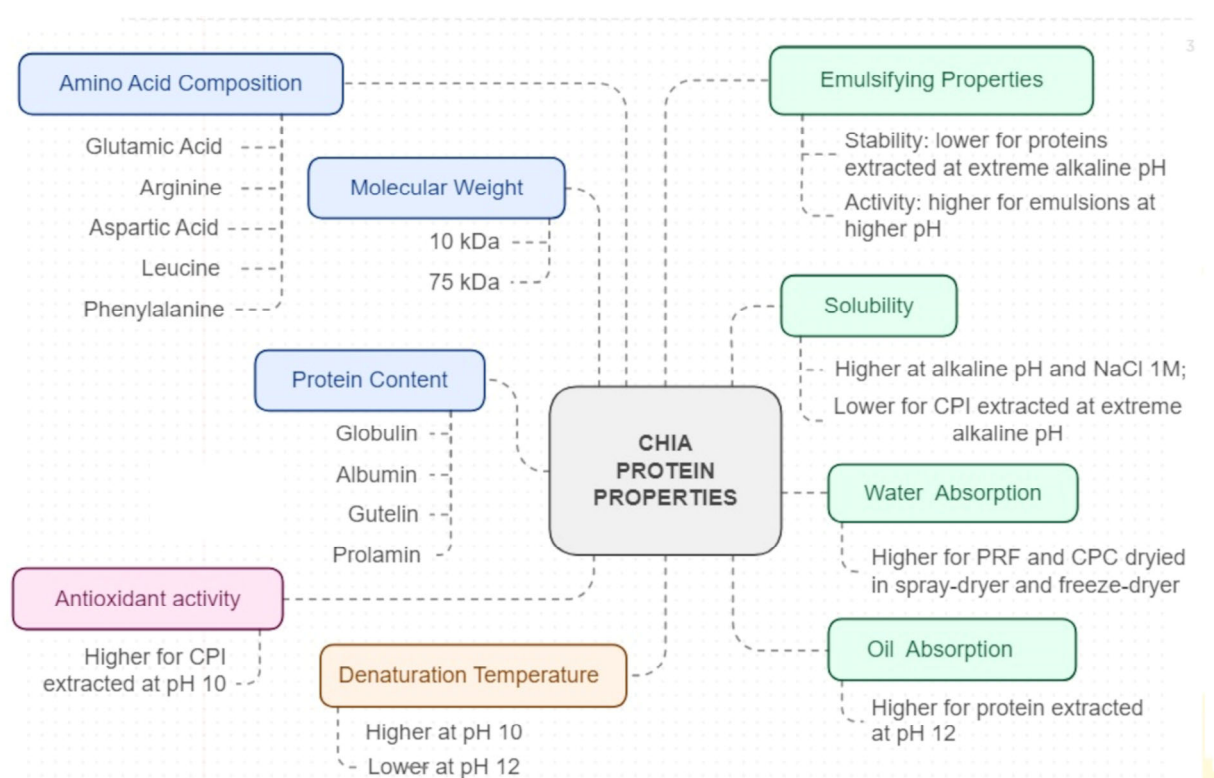 3
Amino Acid Composition
Glutamic Acid
Arginine
Aspartic Acid
Leucine
Phenylalanine
Molecular Weight
10 kDa
75 kDa
Protein Content
Globulin
Albumin
Gutelin
Prolamin
Antioxidant activity
Higher for CPI
extracted at pH 10
Denaturation Temperature
Higher at pH 10
Lower at pH 12
CHIA
PROTEIN
PROPERTIES
Emulsifying Properties
Stability: lower for proteins
extracted at extreme alkaline pH
Activity: higher for emulsions at
higher pH
Solubility
Higher at alkaline pH and NaCl 1M;
Lower for CPI extracted at extreme
alkaline pH
Water Absorption
Higher for PRF and CPC dryied
in spray-dryer and freeze-dryer
Oil Absorption
Higher for protein extracted
at pH 12